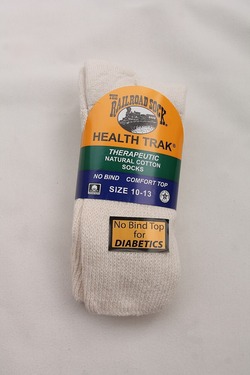 THE
RAILROAD SOCK
HEALTH TRAK®
THERAPEUTIC
NATURAL COTTON
SOCKS
NO BIND COMFORT TOP
SIZE 10-13
No Bind Top
for
DIABETICS